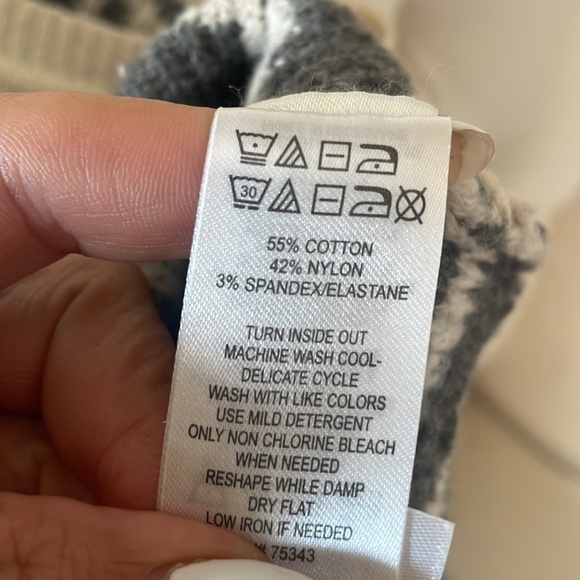 30
55% COTTON
42% NYLON
3% SPANDEX/ELASTANE
TURN INSIDE OUT
MACHINE WASH COOL-
DELICATE CYCLE
WASH WITH LIKE COLORS
USE MILD DETERGENT
ONLY NON CHLORINE BLEACH
WHEN NEEDED
RESHAPE WHILE DAMP
DRY FLAT
LOW IRON IF NEEDED
75343